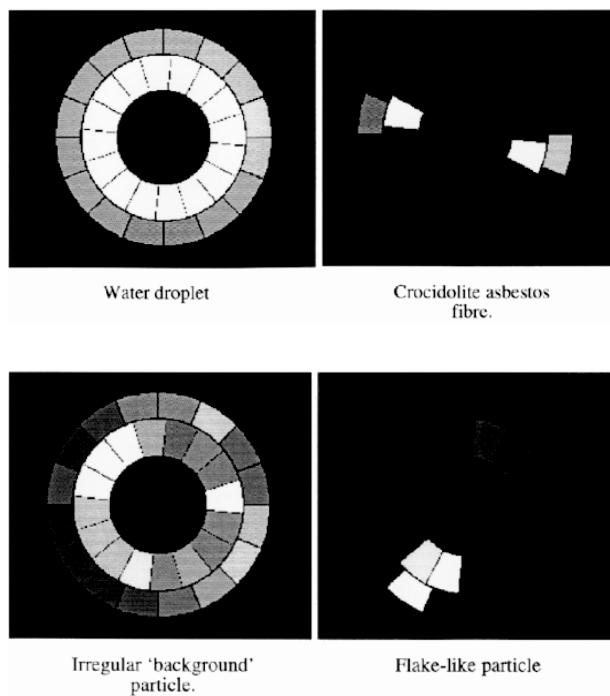 Water droplet
Crocidolite asbestos
fibre.
Irregular ‘background’
particle.
Flake-like particle